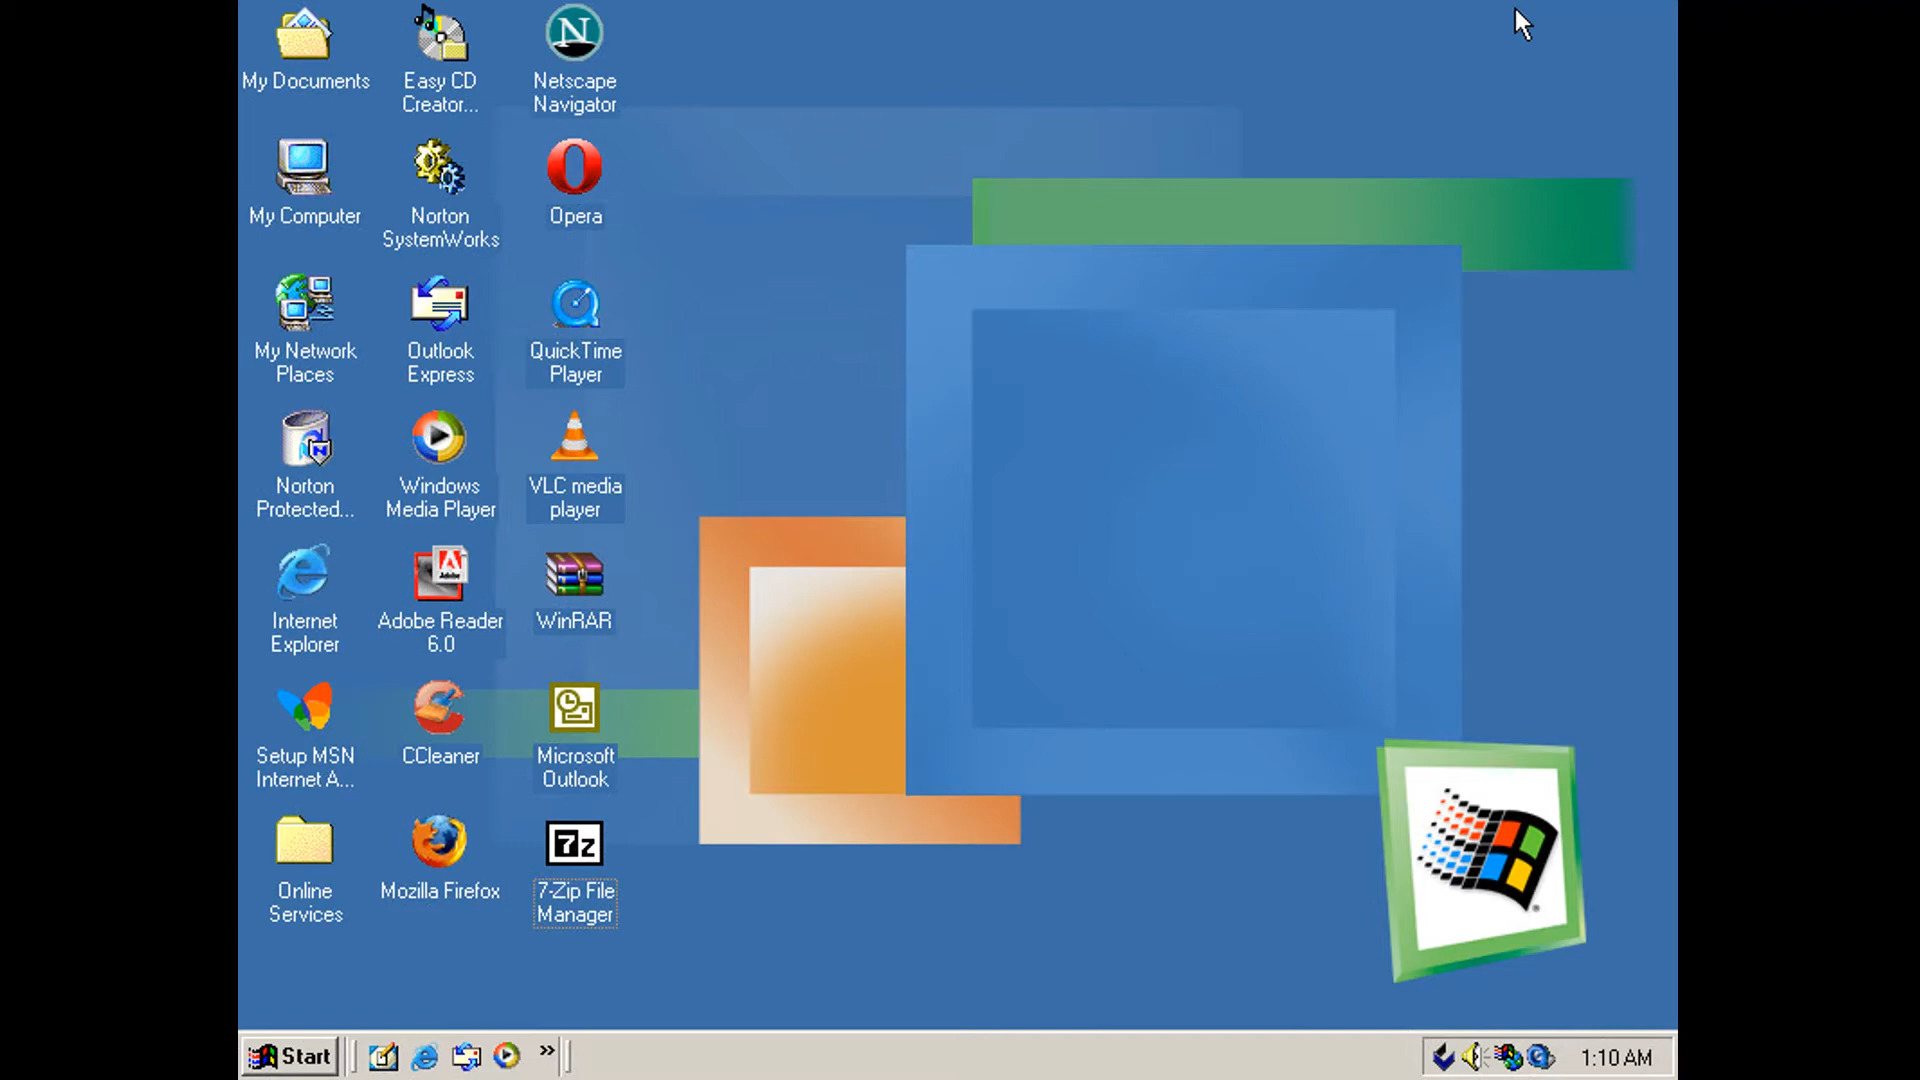 My Documents
Easy CD
Creator...
N
Netscape
Navigator
My Computer
Norton
SystemWorks
Opera
My Network
Places
Outlook
Express
QuickTime
Player
N
Norton
Protected...
Windows
Media Player
VLC media
player
Internet
Explorer
Adobe
Adobe Reader
6.0
WinRAR
Setup MSN
Internet A...
CCleaner
Microsoft
Outlook
Online
Services
Mozilla Firefox
7z
7-Zip File
Manager
Start
1:10 AM